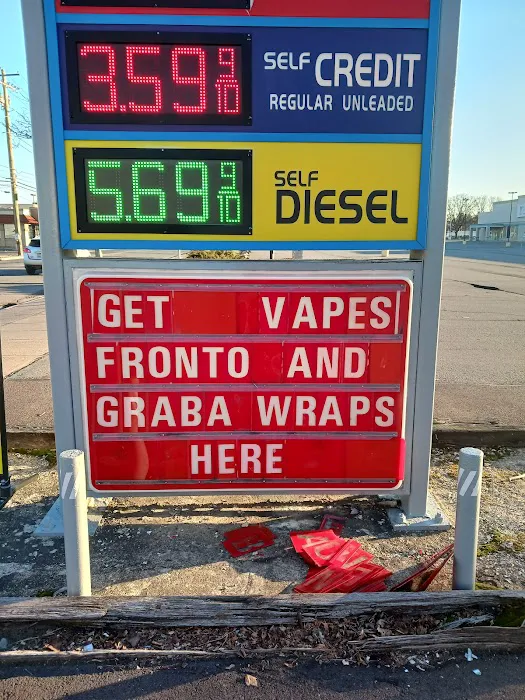 3.59 9/10 SELF CREDIT
REGULAR UNLEADED
5.69 9/10 SELF
DIESEL
GET VAPES
FRONTO AND
GRABA WRAPS
HERE